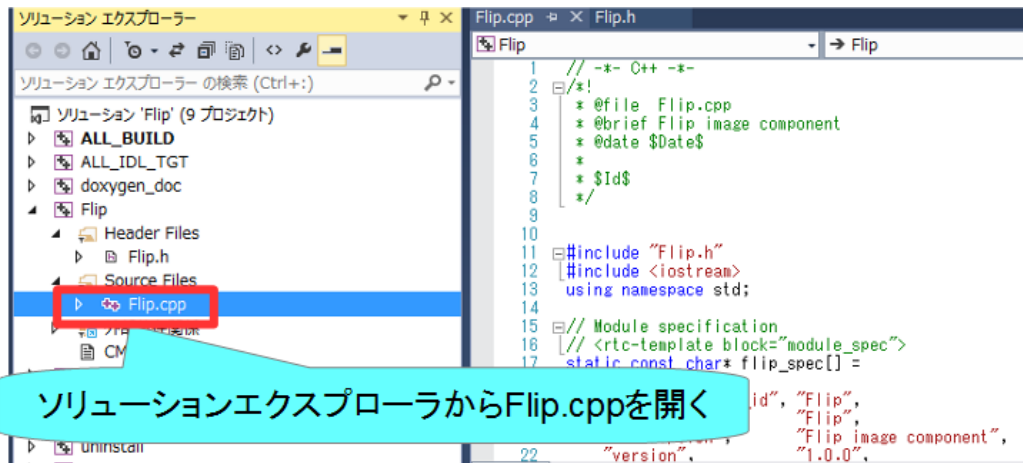 ソリューション エクスプローラー
ソリューション エクスプローラー の検索 (Ctrl+:)
ソリューション 'Flip' (9 プロジェクト)
ALL_BUILD
ALL_IDL_TGT
doxygen_doc
Flip
Header Files
Flip.h
Source Files
Flip.cpp
CM
uninstall
ソリューションエクスプローラからFlip.cppを開く
Flip.cpp Flip.h
Flip Flip
1 // -*- C++ -*-
2 /*!
3 * @file Flip.cpp
4 * @brief Flip image component
5 * @date $Date$
6 *
7 * $Id$
8 */
9
10
11 #include "Flip.h"
12 #include <iostream>
13 using namespace std;
14
15 // Module specification
16 // <rtc-template block="module_spec">
17 static const char* flip_spec[] =
_id", "Flip",
"Flip",
"Flip image component",
22 "version", "1.0.0",